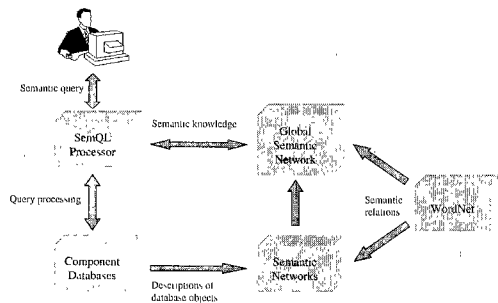 Semantic query
SemQL
Processor
Semantic knowledge
Global
Semantic
Network
Query processing
Semantic
relations
WordNet
Component
Databases
Descriptions of
database objects
Semantic
Networks